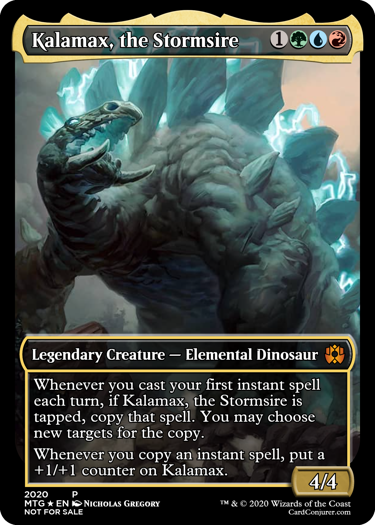 Kalamax, the Stormsire 1
Legendary Creature — Elemental Dinosaur
Whenever you cast your first instant spell
each turn, if Kalamax, the Stormsire is
tapped, copy that spell. You may choose
new targets for the copy.
Whenever you copy an instant spell, put a
+1/+1 counter on Kalamax.
4/4
2020 P
MTG ★ EN Nicholas Gregory
NOT FOR SALE
™ & © 2020 Wizards of the Coast
CardConjurer.com